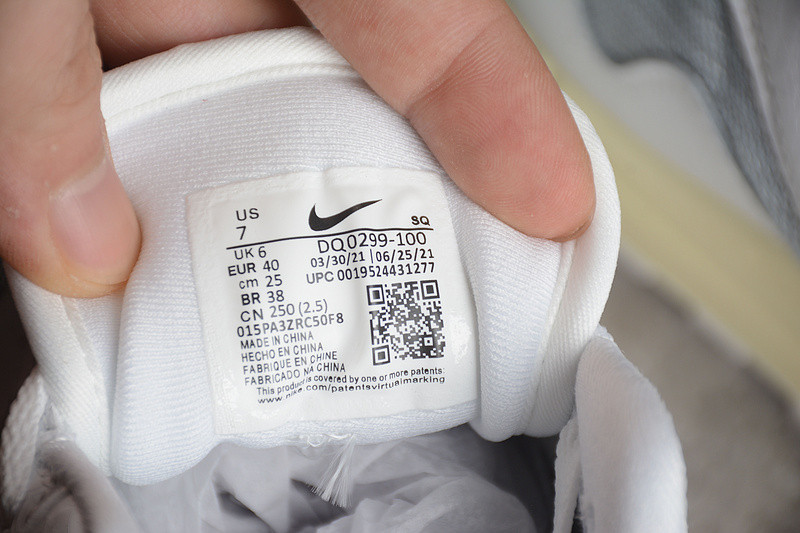 US
7
SQ
UK 6
DQ0299-100
EUR 40
03/30/21 | 06/25/21
cm 25
UPC 0019524431277
BR 38
CN 250 (2.5)
015PA3ZRC50F8
MADE IN CHINA
HECHO EN CHINA
FABRIQUE EN CHINE
FABRICADO NA CHINA
This product is covered by one or more patents:
www.nike.com/patentsvirtualmarking